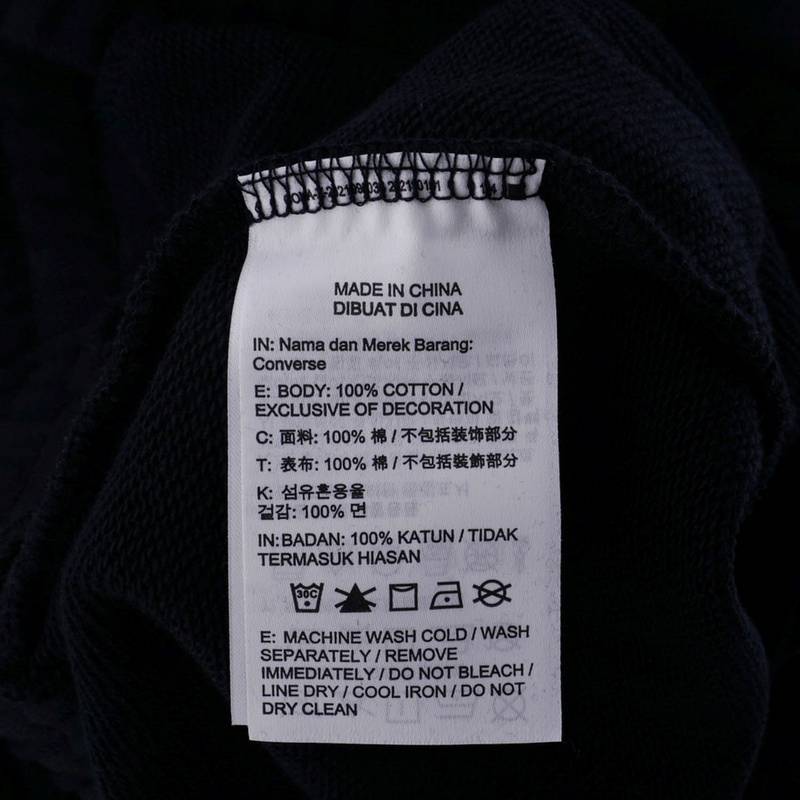 MADE IN CHINA
DIBUAT DI CINA
IN: Nama dan Merek Barang:
Converse
E: BODY: 100% COTTON /
EXCLUSIVE OF DECORATION
C: 面料: 100% 棉 / 不包括装饰部分
T: 表布: 100% 棉 / 不包括裝飾部分
K: 섬유혼용율
겉감: 100% 면
IN:BADAN: 100% KATUN / TIDAK
TERMASUK HIASAN
30C
E: MACHINE WASH COLD / WASH
SEPARATELY / REMOVE
IMMEDIATELY / DO NOT BLEACH /
LINE DRY / COOL IRON / DO NOT
DRY CLEAN